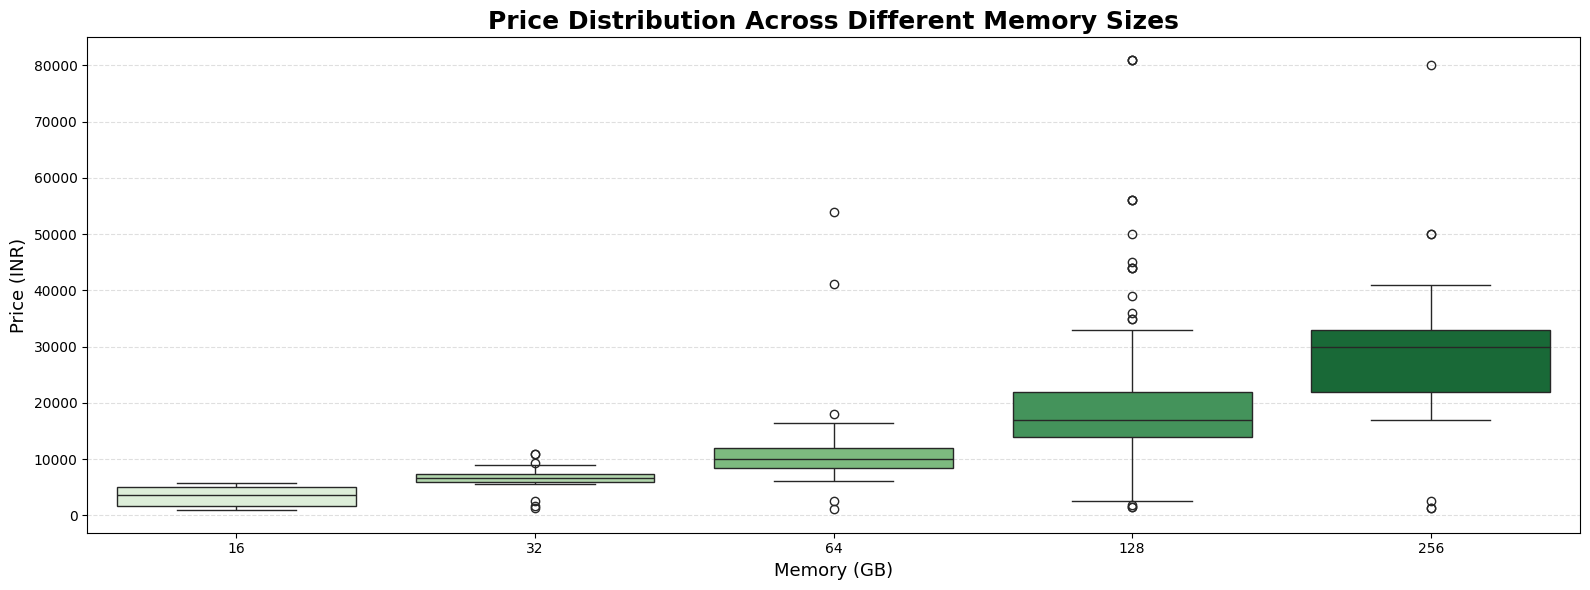 Price Distribution Across Different Memory Sizes
80000
70000
60000
50000
40000
30000
20000
10000
0
Price (INR)
16 32 64 128 256
Memory (GB)